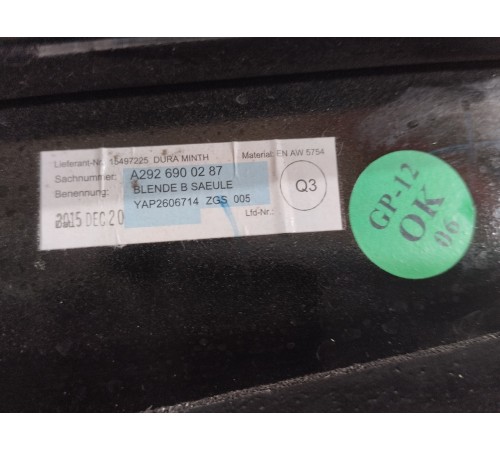 Lieferant-Nr. 15497225 DURA MINTH Material: EN AW 5754
Sachnummer: A292 690 02 87
Benennung: BLENDE B SAEULE
YAP2606714 ZGS 005
2015 DEC 20 Lfd-Nr.:
Q3
GP-12
OK
06